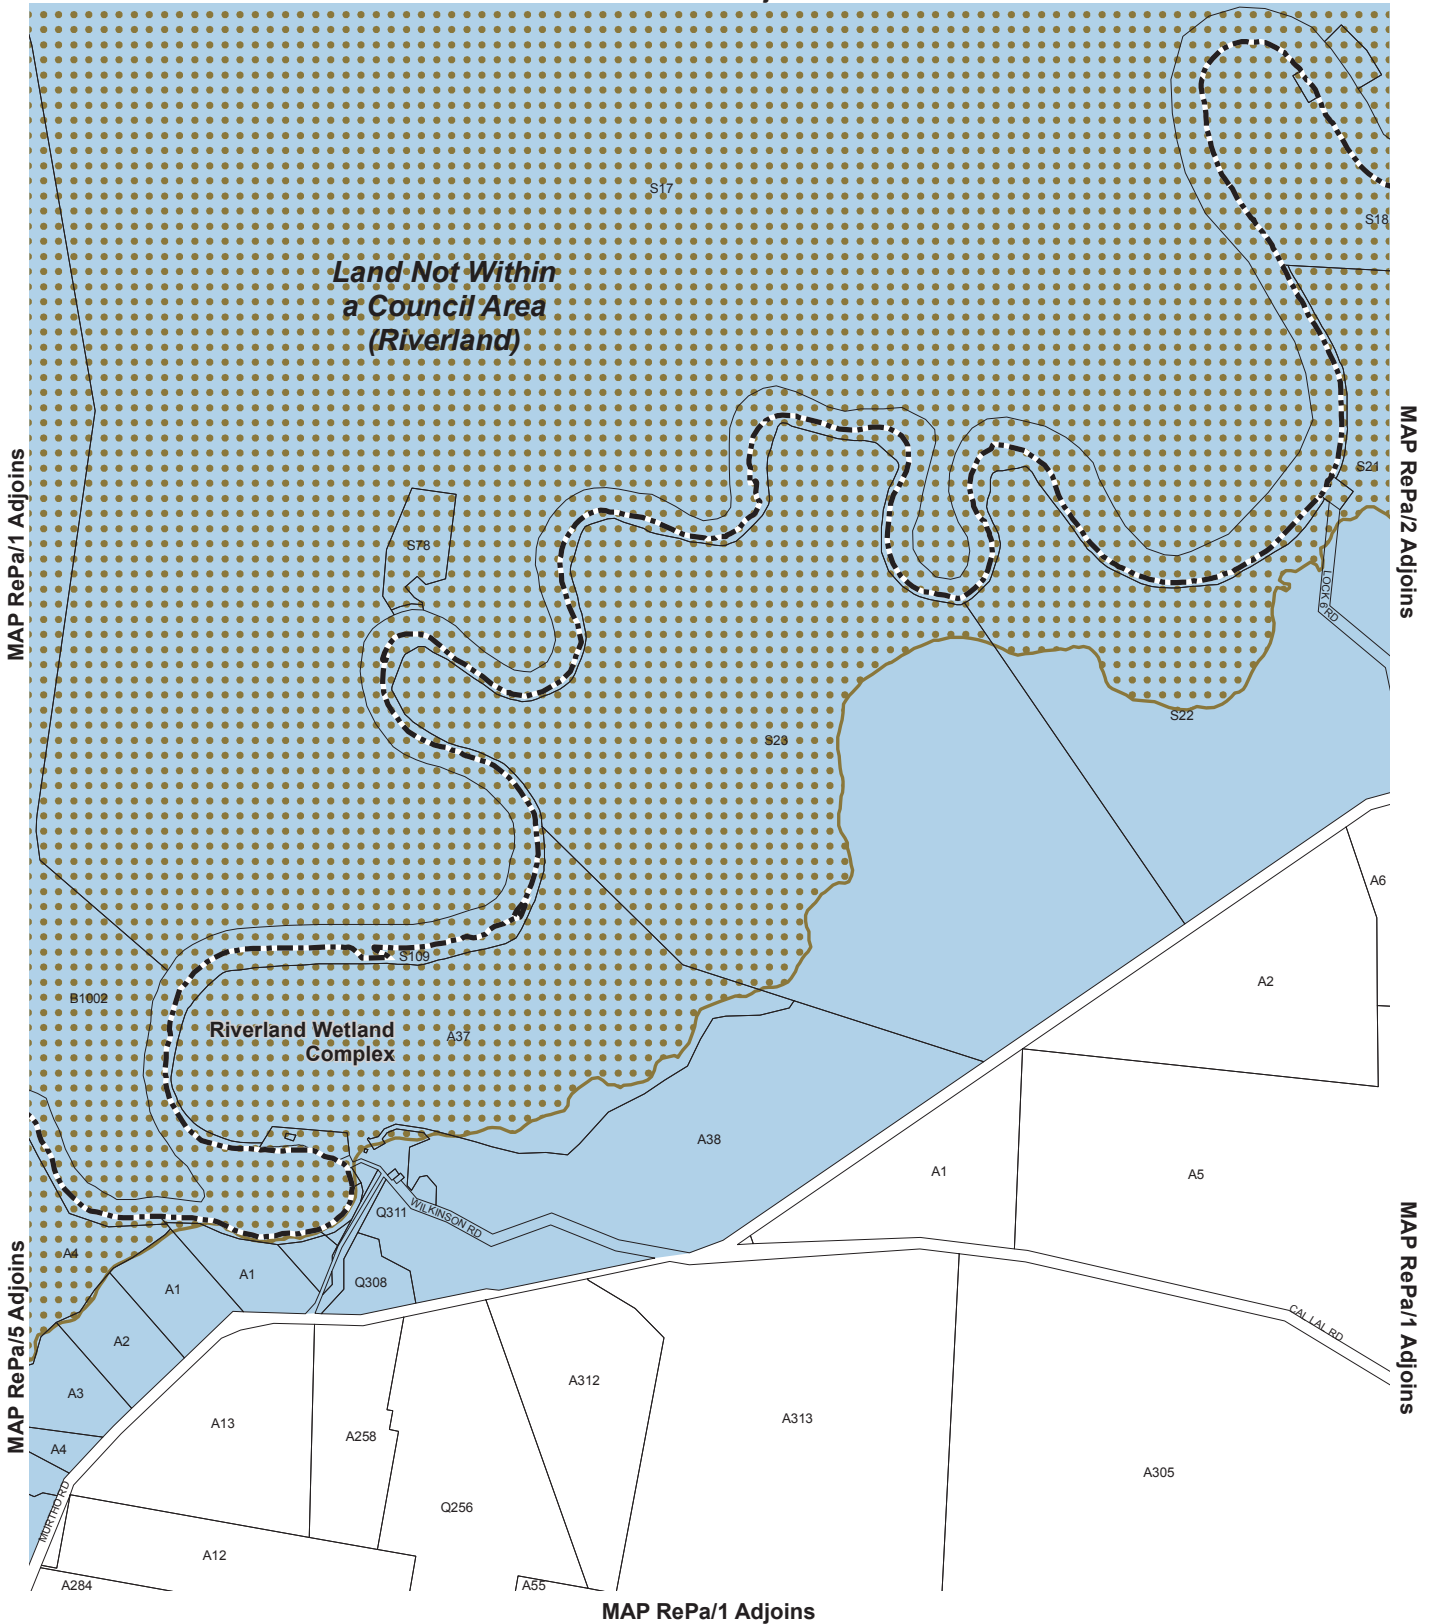 S17
S18
Land Not Within
a Council Area
(Riverland)
MAP RePa/1 Adjoins
MAP RePa/2 Adjoins
S21
S78
LOCK 6 RD
S22
S23
A6
A2
S109
B1002
Riverland Wetland
Complex
A37
A38
A1
A5
Q311
WILKINSON RD
A4
A1
A1
Q308
MAP RePa/5 Adjoins
MAP RePa/1 Adjoins
CAL LAL RD
A2
A3
A312
A13
A258
A313
A4
A305
Q256
MURTHO RD
A12
A284
A55
MAP RePa/1 Adjoins